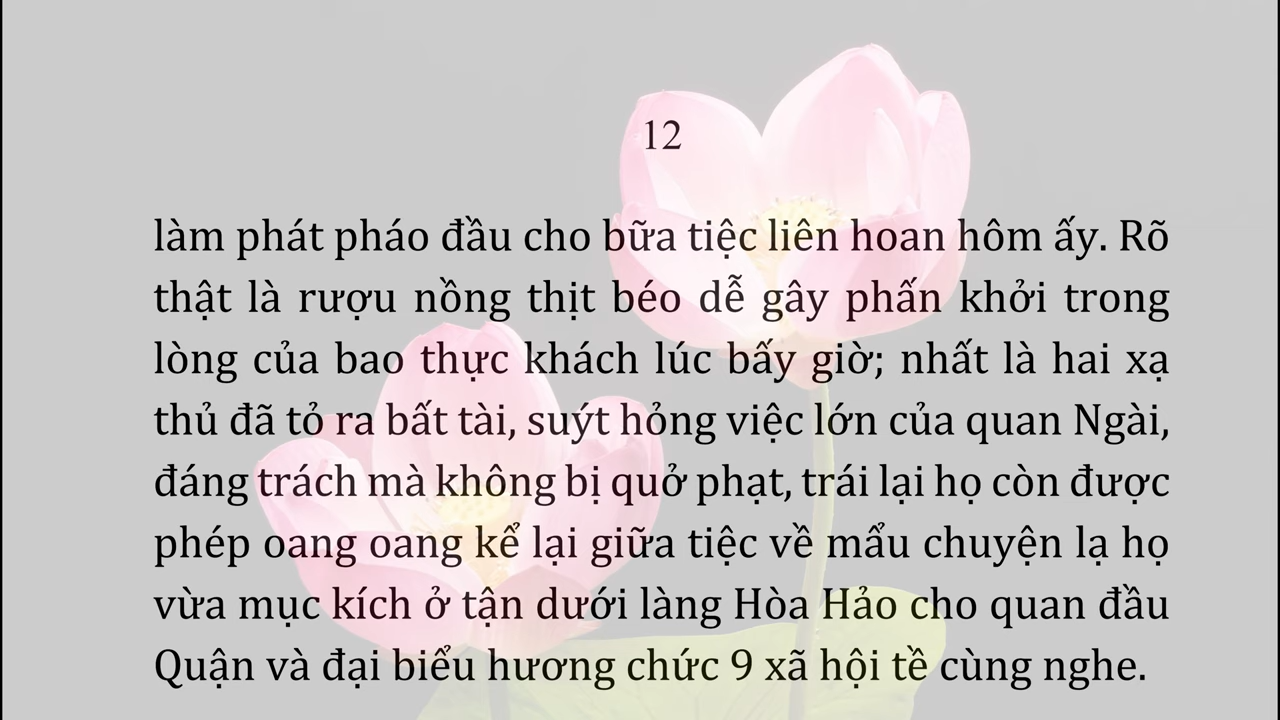 12
làm phát pháo đầu cho bữa tiệc liên hoan hôm ấy. Rõ
thật là rượu nồng thịt béo dễ gây phấn khởi trong
lòng của bao thực khách lúc bấy giờ; nhất là hai xạ
thủ đã tỏ ra bất tài, suýt hỏng việc lớn của quan Ngài,
đáng trách mà không bị quở phạt, trái lại họ còn được
phép oang oang kể lại giữa tiệc về mẩu chuyện lạ họ
vừa mục kích ở tận dưới làng Hòa Hảo cho quan đầu
Quận và đại biểu hương chức 9 xã hội tề cùng nghe.